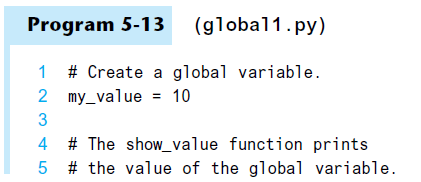 Program 5-13 (global1.py)
1 # Create a global variable.
2 my_value = 10
3
4 # The show_value function prints
5 # the value of the global variable.